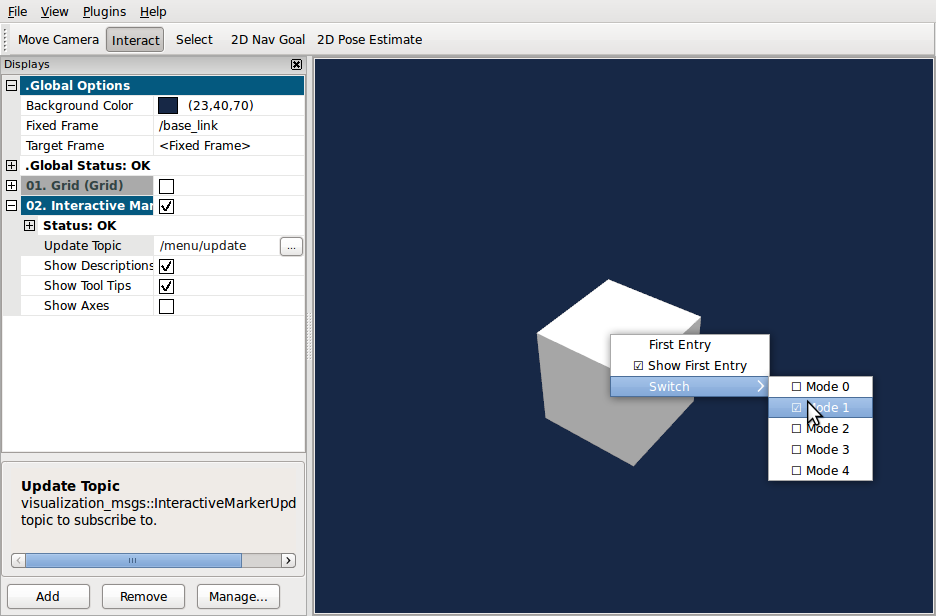 File View Plugins Help
Move Camera Interact Select 2D Nav Goal 2D Pose Estimate
Displays
.Global Options
Background Color (23,40,70)
Fixed Frame /base_link
Target Frame <Fixed Frame>
.Global Status: OK
01. Grid (Grid)
02. Interactive Mar
Status: OK
Update Topic /menu/update ...
Show Descriptions
Show Tool Tips
Show Axes
Update Topic
visualization_msgs::InteractiveMarkerUpd
topic to subscribe to.
Add Remove Manage...
First Entry
Show First Entry
Switch
Mode 0
Mode 1
Mode 2
Mode 3
Mode 4